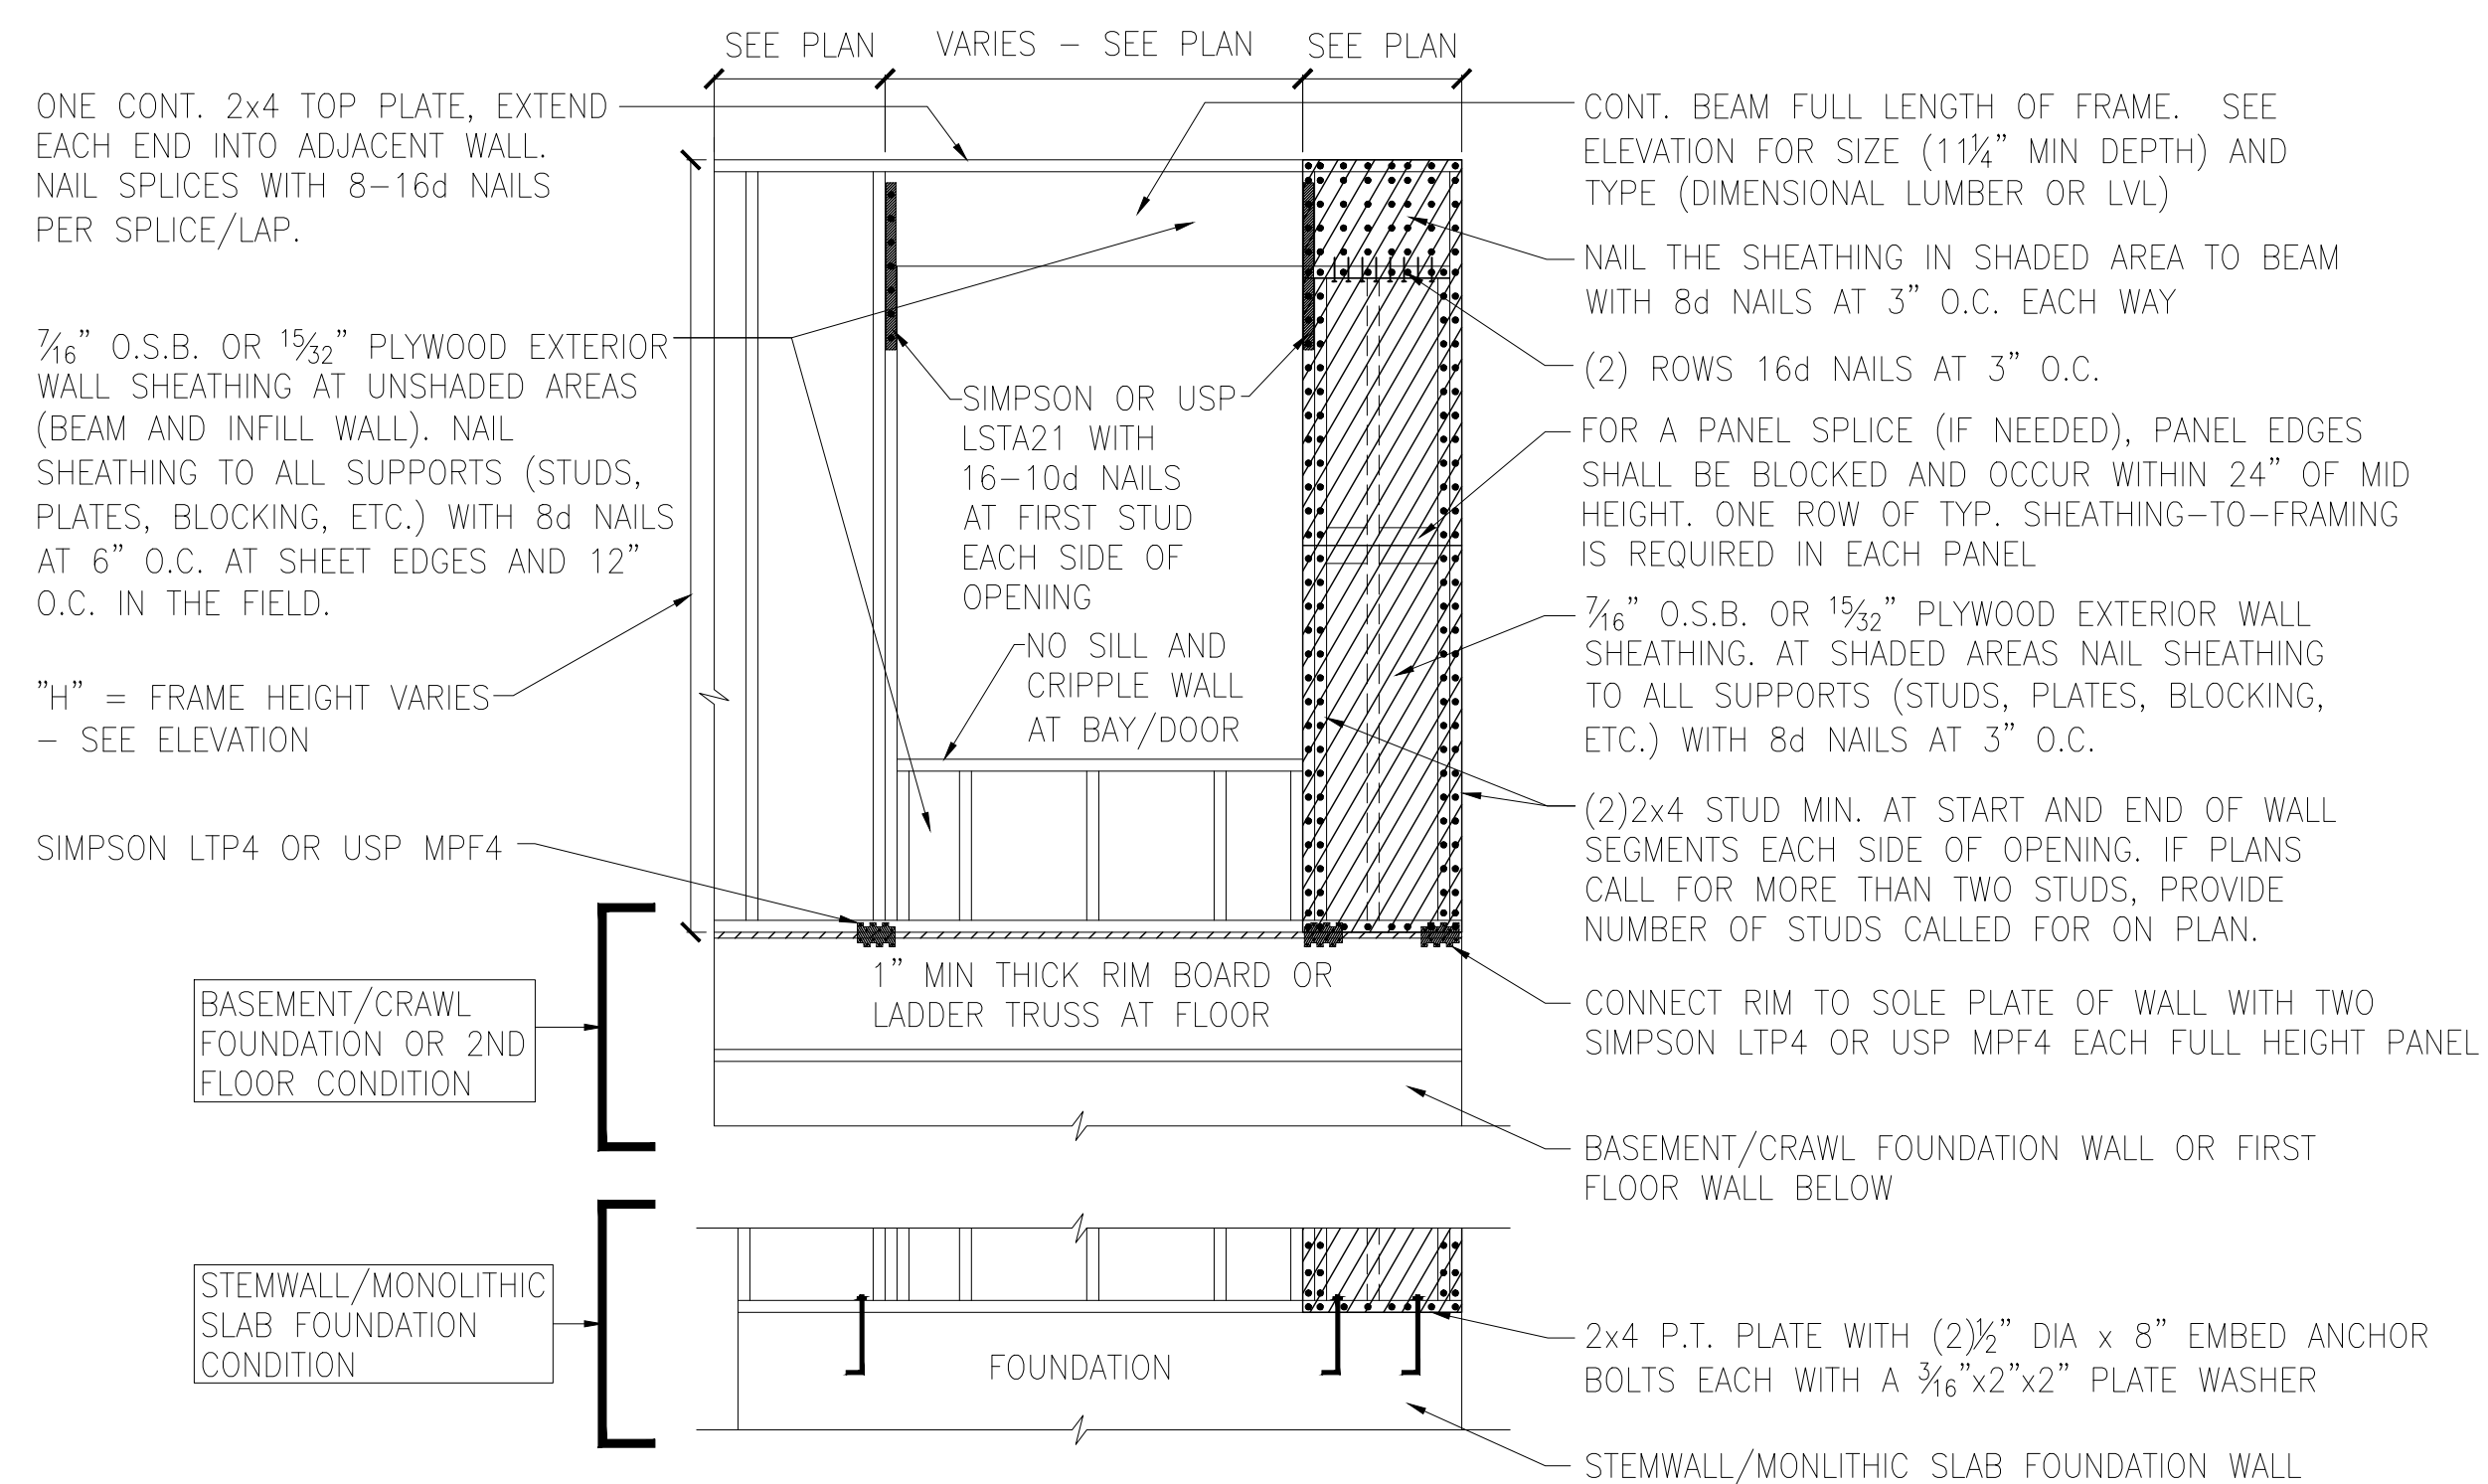 SEE PLAN
VARIES – SEE PLAN
SEE PLAN
ONE CONT. 2x4 TOP PLATE, EXTEND
EACH END INTO ADJACENT WALL.
NAIL SPLICES WITH 8–16d NAILS
PER SPLICE/LAP.
7/16" O.S.B. OR 15/32" PLYWOOD EXTERIOR
WALL SHEATHING AT UNSHADED AREAS
(BEAM AND INFILL WALL). NAIL
SHEATHING TO ALL SUPPORTS (STUDS,
PLATES, BLOCKING, ETC.) WITH 8d NAILS
AT 6" O.C. AT SHEET EDGES AND 12"
O.C. IN THE FIELD.
"H" = FRAME HEIGHT VARIES
– SEE ELEVATION
SIMPSON LTP4 OR USP MPF4
BASEMENT/CRAWL
FOUNDATION OR 2ND
FLOOR CONDITION
STEMWALL/MONOLITHIC
SLAB FOUNDATION
CONDITION
SIMPSON OR USP
LSTA21 WITH
16–10d NAILS
AT FIRST STUD
EACH SIDE OF
OPENING
NO SILL AND
CRIPPLE WALL
AT BAY/DOOR
1" MIN THICK RIM BOARD OR
LADDER TRUSS AT FLOOR
FOUNDATION
CONT. BEAM FULL LENGTH OF FRAME. SEE
ELEVATION FOR SIZE (11 1/4" MIN DEPTH) AND
TYPE (DIMENSIONAL LUMBER OR LVL)
NAIL THE SHEATHING IN SHADED AREA TO BEAM
WITH 8d NAILS AT 3" O.C. EACH WAY
(2) ROWS 16d NAILS AT 3" O.C.
FOR A PANEL SPLICE (IF NEEDED), PANEL EDGES
SHALL BE BLOCKED AND OCCUR WITHIN 24" OF MID
HEIGHT. ONE ROW OF TYP. SHEATHING–TO–FRAMING
IS REQUIRED IN EACH PANEL
7/16" O.S.B. OR 15/32" PLYWOOD EXTERIOR WALL
SHEATHING. AT SHADED AREAS NAIL SHEATHING
TO ALL SUPPORTS (STUDS, PLATES, BLOCKING,
ETC.) WITH 8d NAILS AT 3" O.C.
(2)2x4 STUD MIN. AT START AND END OF WALL
SEGMENTS EACH SIDE OF OPENING. IF PLANS
CALL FOR MORE THAN TWO STUDS, PROVIDE
NUMBER OF STUDS CALLED FOR ON PLAN.
CONNECT RIM TO SOLE PLATE OF WALL WITH TWO
SIMPSON LTP4 OR USP MPF4 EACH FULL HEIGHT PANEL
BASEMENT/CRAWL FOUNDATION WALL OR FIRST
FLOOR WALL BELOW
2x4 P.T. PLATE WITH (2)1/2" DIA x 8" EMBED ANCHOR
BOLTS EACH WITH A 3/16"x2"x2" PLATE WASHER
STEMWALL/MONLITHIC SLAB FOUNDATION WALL